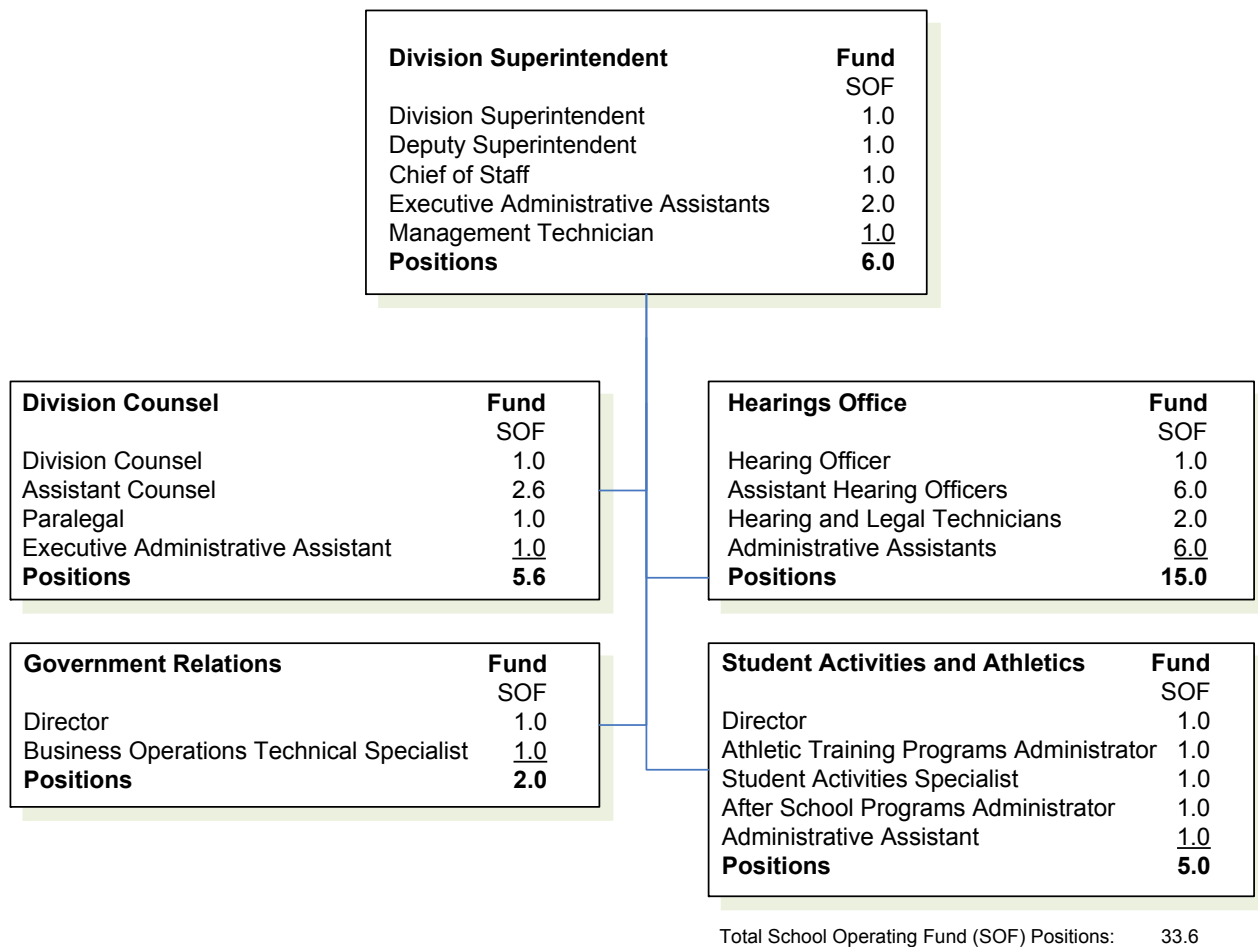 Division Superintendent Fund
SOF
Division Superintendent 1.0
Deputy Superintendent 1.0
Chief of Staff 1.0
Executive Administrative Assistants 2.0
Management Technician 1.0
Positions 6.0
Division Counsel Fund
SOF
Division Counsel 1.0
Assistant Counsel 2.6
Paralegal 1.0
Executive Administrative Assistant 1.0
Positions 5.6
Hearings Office Fund
SOF
Hearing Officer 1.0
Assistant Hearing Officers 6.0
Hearing and Legal Technicians 2.0
Administrative Assistants 6.0
Positions 15.0
Government Relations Fund
SOF
Director 1.0
Business Operations Technical Specialist 1.0
Positions 2.0
Student Activities and Athletics Fund
SOF
Director 1.0
Athletic Training Programs Administrator 1.0
Student Activities Specialist 1.0
After School Programs Administrator 1.0
Administrative Assistant 1.0
Positions 5.0
Total School Operating Fund (SOF) Positions: 33.6